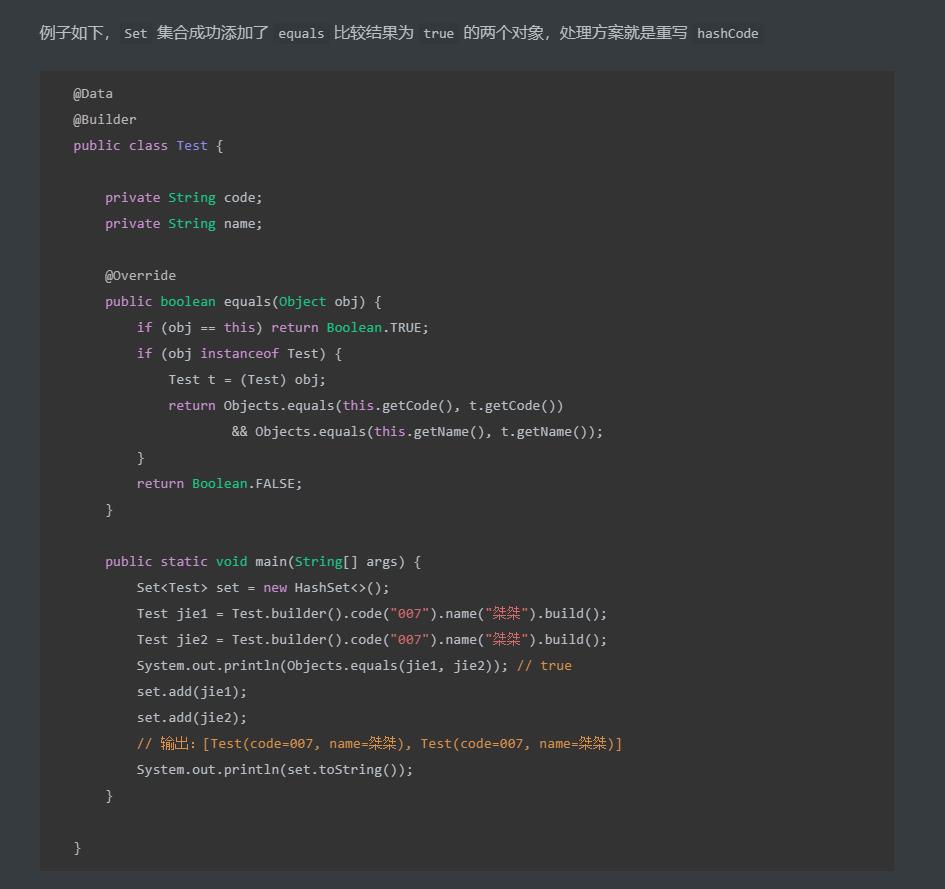 例子如下， Set 集合成功添加了 equals 比较结果为 true 的两个对象，处理方案就是重写 hashCode
@Data
@Builder
public class Test {
    private String code;
    private String name;
    @Override
    public boolean equals(Object obj) {
        if (obj == this) return Boolean.TRUE;
        if (obj instanceof Test) {
            Test t = (Test) obj;
            return Objects.equals(this.getCode(), t.getCode())
                    && Objects.equals(this.getName(), t.getName());
        }
        return Boolean.FALSE;
    }
    public static void main(String[] args) {
        Set<Test> set = new HashSet<>();
        Test jie1 = Test.builder().code("007").name("桀桀").build();
        Test jie2 = Test.builder().code("007").name("桀桀").build();
        System.out.println(Objects.equals(jie1, jie2)); // true
        set.add(jie1);
        set.add(jie2);
        // 输出：[Test(code=007, name=桀桀), Test(code=007, name=桀桀)]
        System.out.println(set.toString());
    }
}